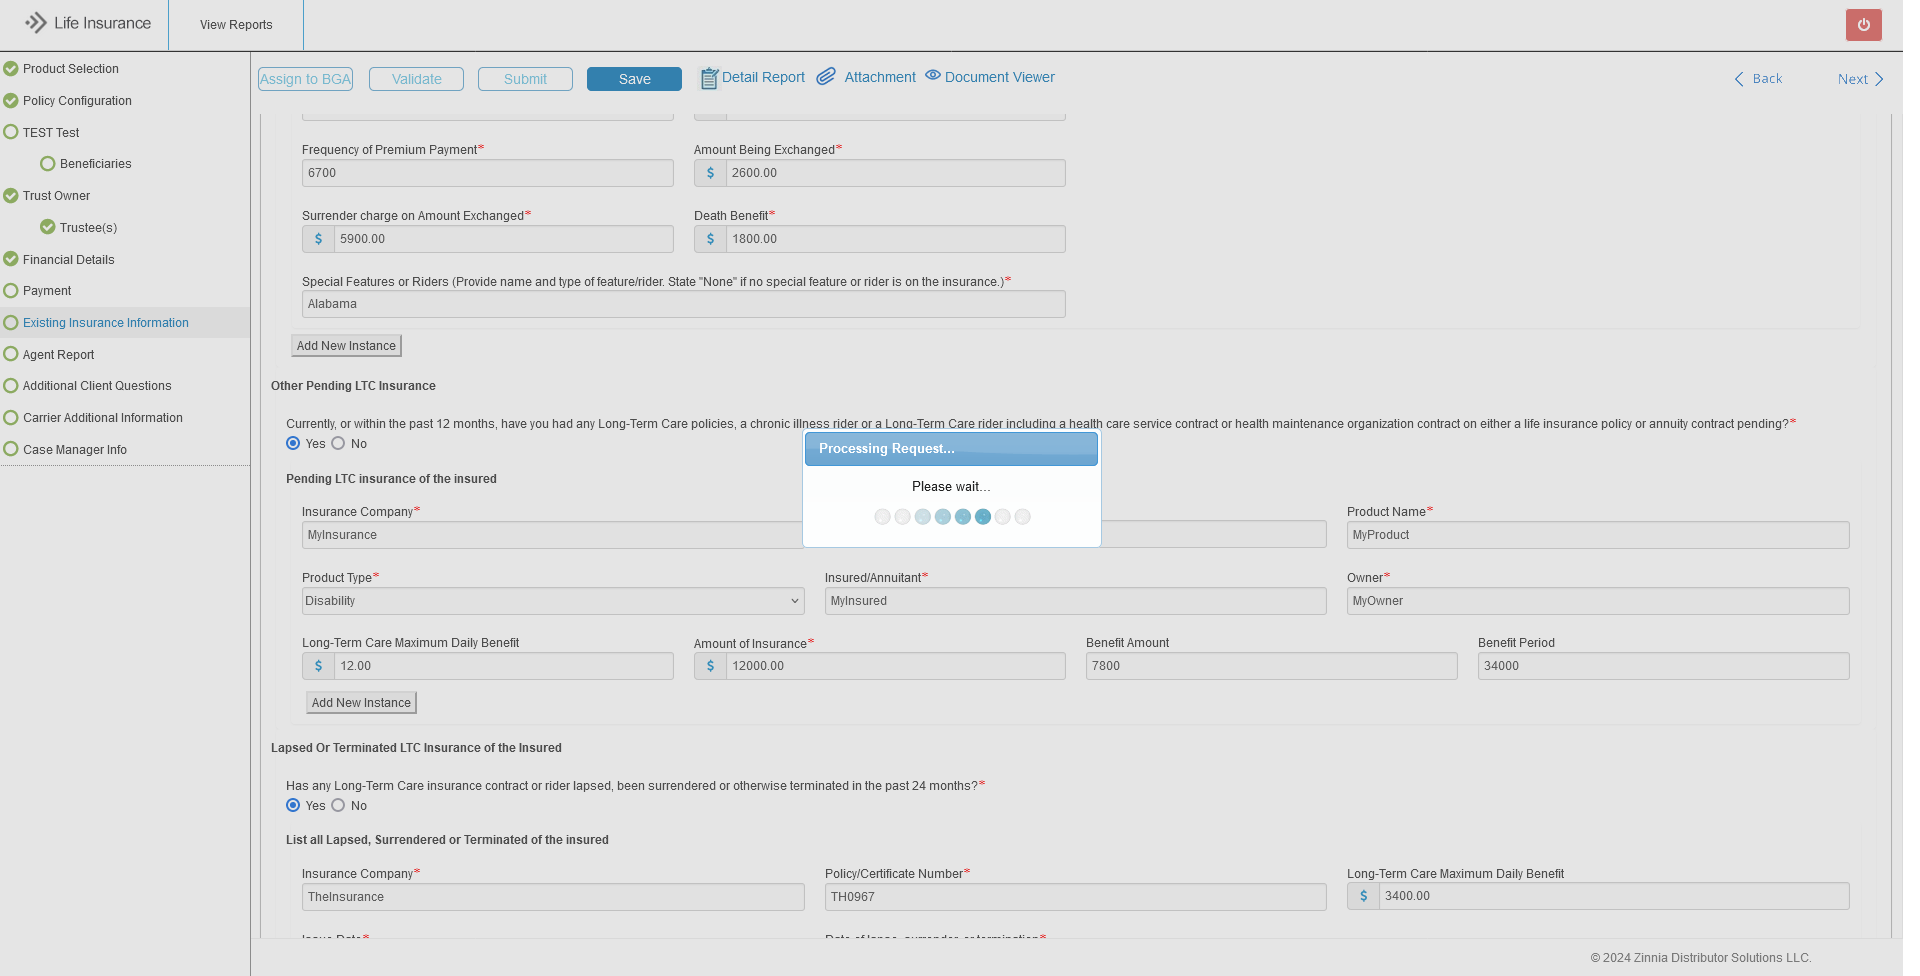 Life Insurance
View Reports
Product Selection
Policy Configuration
TEST Test
Beneficiaries
Trust Owner
Trustee(s)
Financial Details
Payment
Existing Insurance Information
Agent Report
Additional Client Questions
Carrier Additional Information
Case Manager Info
Assign to BGA Validate Submit Save Detail Report Attachment Document Viewer Back Next
Frequency of Premium Payment* Amount Being Exchanged*
6700 $ 2600.00
Surrender charge on Amount Exchanged* Death Benefit*
$ 5900.00 $ 1800.00
Special Features or Riders (Provide name and type of feature/rider. State "None" if no special feature or rider is on the insurance.)*
Alabama
Add New Instance
Other Pending LTC Insurance
Currently, or within the past 12 months, have you had any Long-Term Care policies, a chronic illness rider or a Long-Term Care rider including a health care service contract or health maintenance organization contract on either a life insurance policy or annuity contract pending?*
Yes No
Processing Request...
Please wait...
Pending LTC insurance of the insured
Insurance Company* Product Name*
MyInsurance MyProduct
Product Type* Insured/Annuitant* Owner*
Disability MyInsured MyOwner
Long-Term Care Maximum Daily Benefit Amount of Insurance* Benefit Amount Benefit Period
$ 12.00 $ 12000.00 7800 34000
Add New Instance
Lapsed Or Terminated LTC Insurance of the Insured
Has any Long-Term Care insurance contract or rider lapsed, been surrendered or otherwise terminated in the past 24 months?*
Yes No
List all Lapsed, Surrendered or Terminated of the insured
Insurance Company* Policy/Certificate Number* Long-Term Care Maximum Daily Benefit
TheInsurance TH0967 $ 3400.00
© 2024 Zinnia Distributor Solutions LLC.